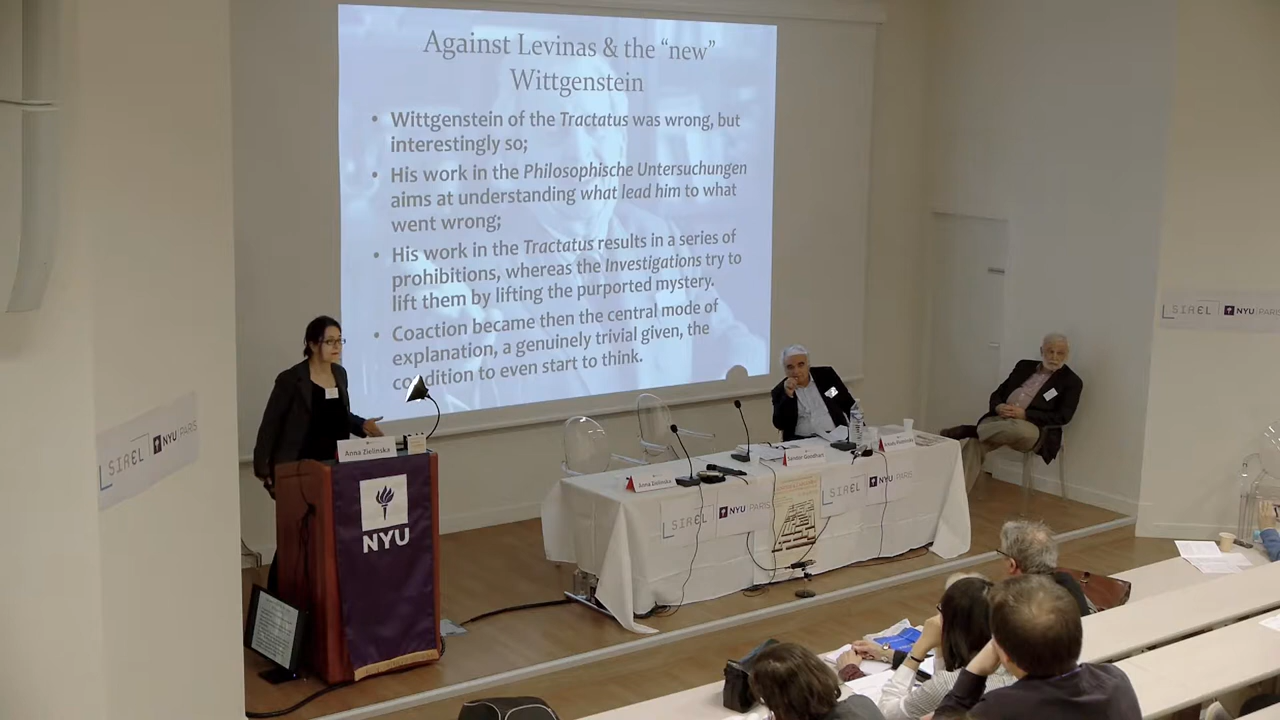 Against Levinas & the “new”
Wittgenstein
• Wittgenstein of the Tractatus was wrong, but
interestingly so;
• His work in the Philosophische Untersuchungen
aims at understanding what lead him to what
went wrong;
• His work in the Tractatus results in a series of
prohibitions, whereas the Investigations try to
lift them by lifting the purported mystery.
• Coaction became then the central mode of
explanation, a genuinely trivial given, the
condition to even start to think.
SIREL NYU PARIS
SIREL NYU PARIS
Anna Zielinska
NYU
Anna Zielinska
Sandor Goodhart
SIREL NYU PARIS
SIREL NYU PARIS